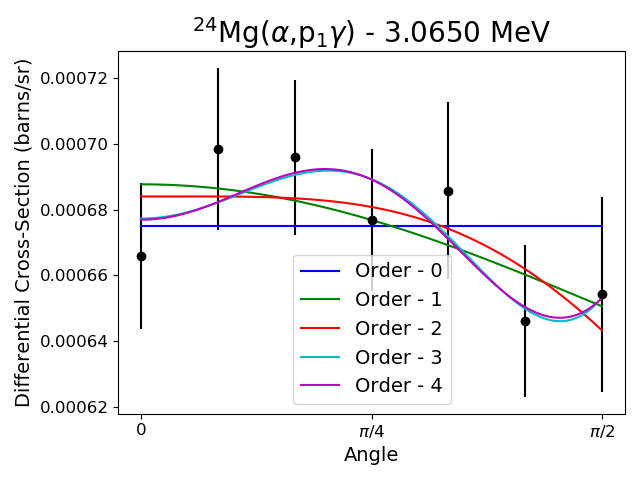 ²⁴Mg(α,p₁γ) - 3.0650 MeV
Differential Cross-Section (barns/sr)
0.00072
0.00070
0.00068
0.00066
0.00064
0.00062
Order - 0
Order - 1
Order - 2
Order - 3
Order - 4
0 π/4 π/2
Angle